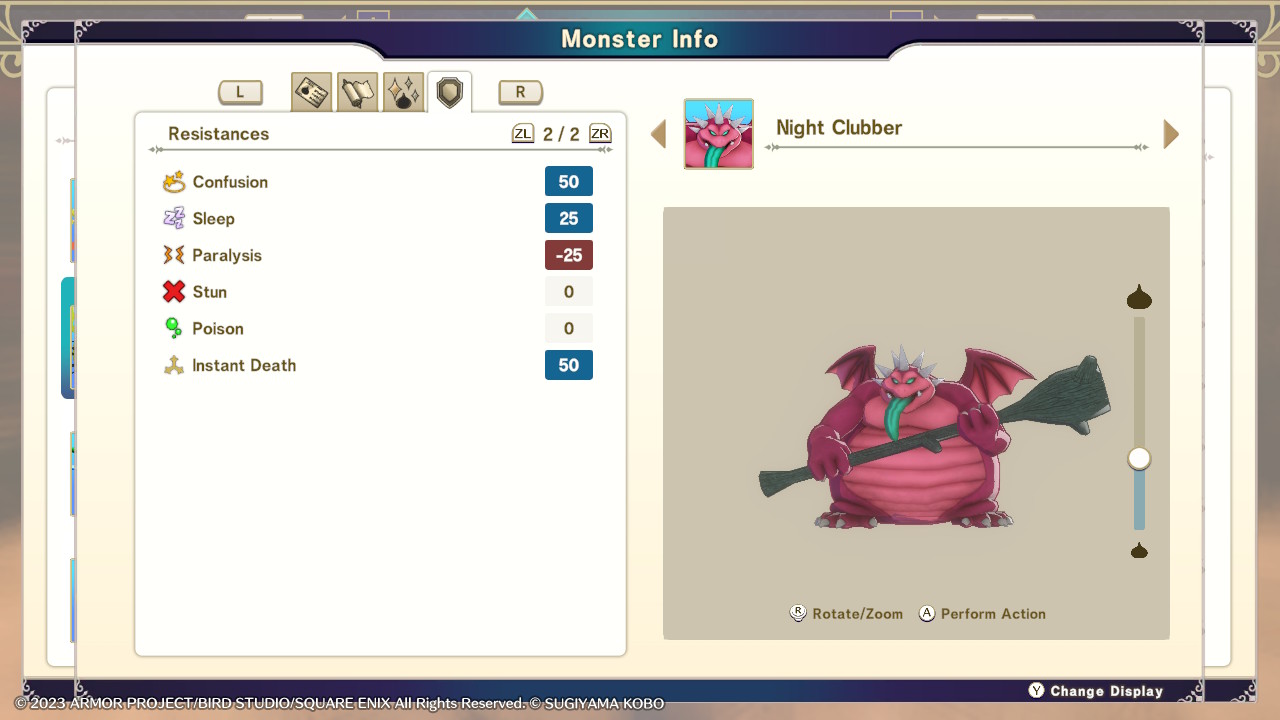 Monster Info
L
R
Resistances
ZL 2 / 2 ZR
Night Clubber
Confusion 50
Sleep 25
Paralysis -25
Stun 0
Poison 0
Instant Death 50
R Rotate/Zoom A Perform Action
Y Change Display
© 2023 ARMOR PROJECT/BIRD STUDIO/SQUARE ENIX All Rights Reserved. © SUGIYAMA KOBO